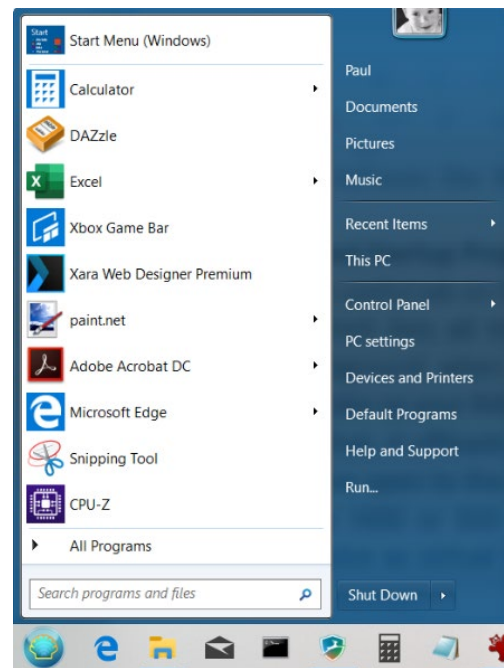 Start
Start Menu (Windows)
Calculator
DAZzle
Excel
Xbox Game Bar
Xara Web Designer Premium
paint.net
Adobe Acrobat DC
Microsoft Edge
Snipping Tool
CPU-Z
All Programs
Search programs and files
Paul
Documents
Pictures
Music
Recent Items
This PC
Control Panel
PC settings
Devices and Printers
Default Programs
Help and Support
Run...
Shut Down